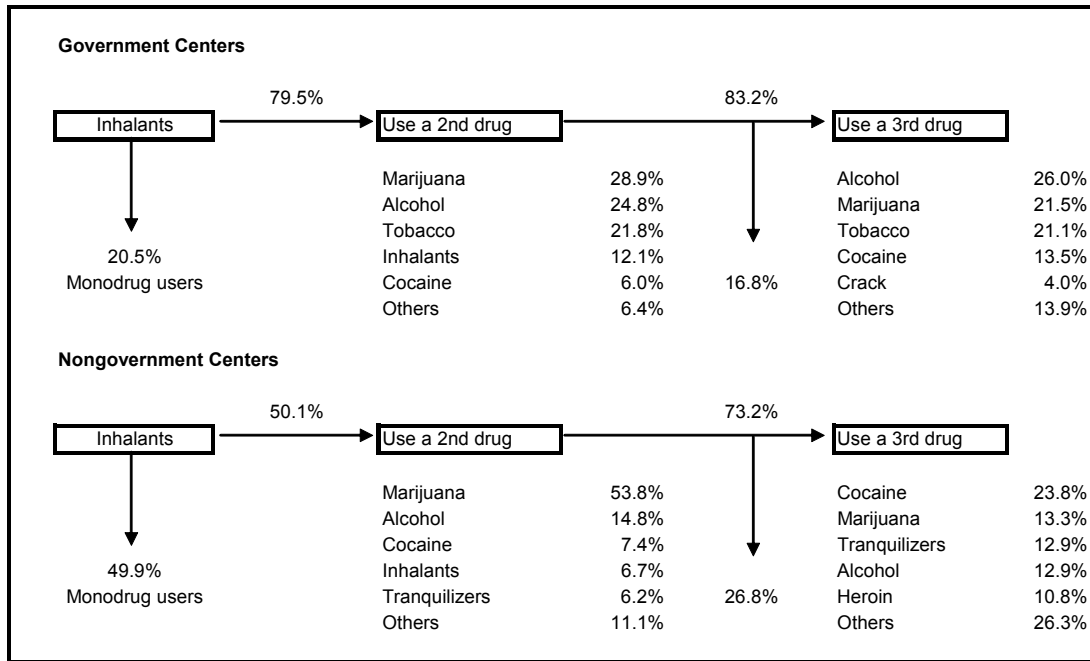 Government Centers
79.5% 83.2%
Inhalants Use a 2nd drug Use a 3rd drug
Marijuana 28.9% Alcohol 26.0%
Alcohol 24.8% Marijuana 21.5%
Tobacco 21.8% Tobacco 21.1%
20.5% Inhalants 12.1% Cocaine 13.5%
Monodrug users Cocaine 6.0% 16.8% Crack 4.0%
Others 6.4% Others 13.9%
Nongovernment Centers
50.1% 73.2%
Inhalants Use a 2nd drug Use a 3rd drug
Marijuana 53.8% Cocaine 23.8%
Alcohol 14.8% Marijuana 13.3%
Cocaine 7.4% Tranquilizers 12.9%
49.9% Inhalants 6.7% Alcohol 12.9%
Monodrug users Tranquilizers 6.2% 26.8% Heroin 10.8%
Others 11.1% Others 26.3%